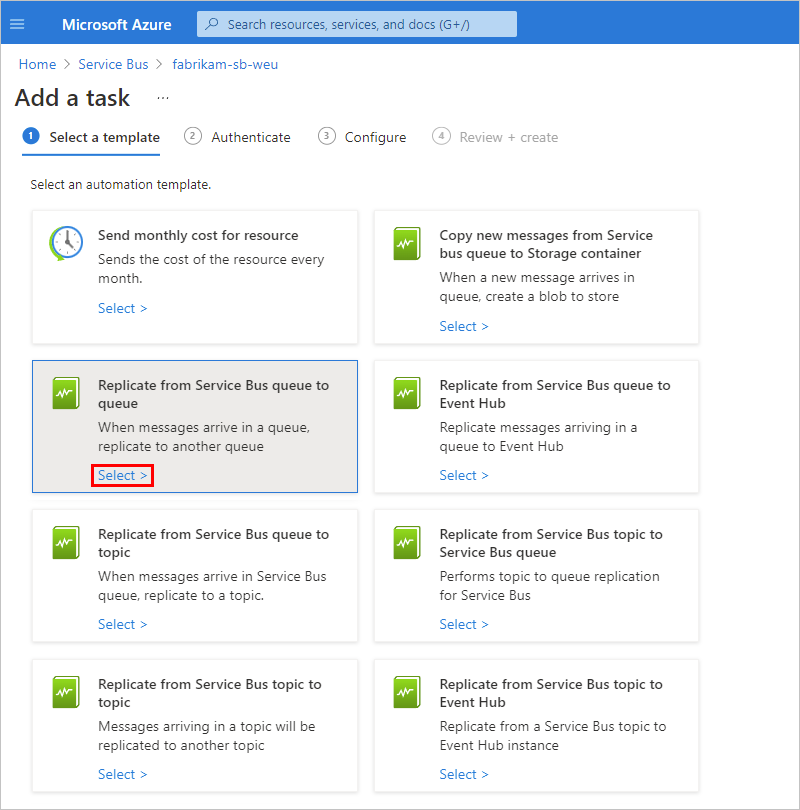 Microsoft Azure
Search resources, services, and docs (G+/)
Home > Service Bus > fabrikam-sb-weu
Add a task ...
1 Select a template 2 Authenticate 3 Configure 4 Review + create
Select an automation template.
Send monthly cost for resource
Sends the cost of the resource every
month.
Select >
Copy new messages from Service
bus queue to Storage container
When a new message arrives in
queue, create a blob to store
Select >
Replicate from Service Bus queue to
queue
When messages arrive in a queue,
replicate to another queue
Select >
Replicate from Service Bus queue to
Event Hub
Replicate messages arriving in a
queue to Event Hub
Select >
Replicate from Service Bus queue to
topic
When messages arrive in Service Bus
queue, replicate to a topic.
Select >
Replicate from Service Bus topic to
Service Bus queue
Performs topic to queue replication
for Service Bus
Select >
Replicate from Service Bus topic to
topic
Messages arriving in a topic will be
replicated to another topic
Select >
Replicate from Service Bus topic to
Event Hub
Replicate from a Service Bus topic to
Event Hub instance
Select >